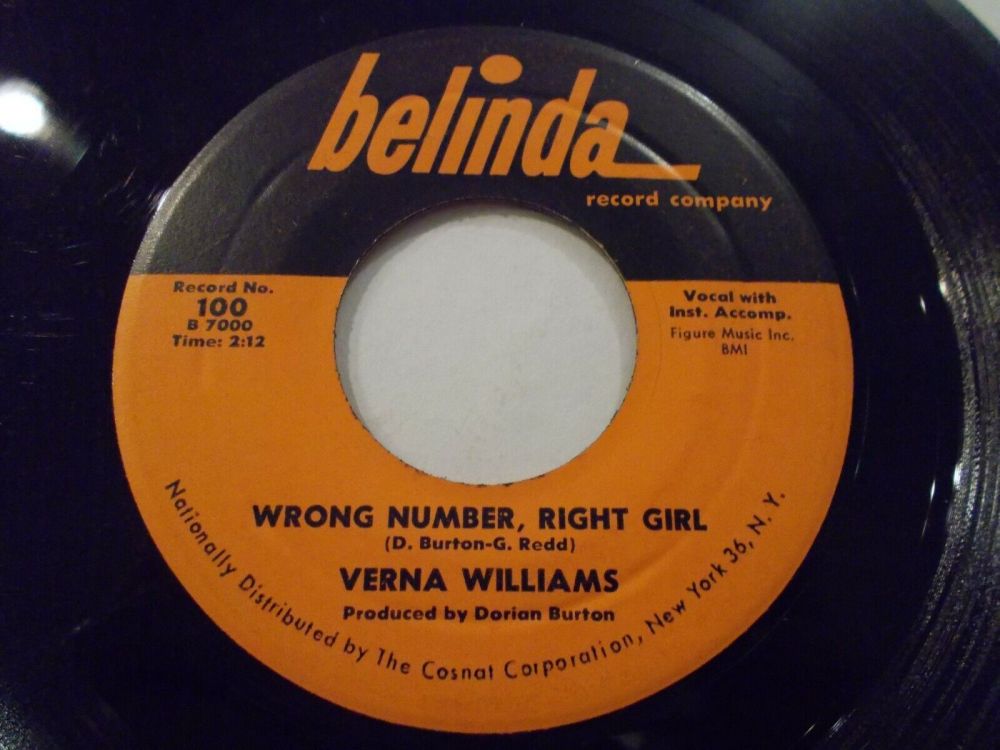 belinda
record company
Record No.
100
B 7000
Time: 2:12
Vocal with
Inst. Accomp.
Figure Music Inc.
BMI
WRONG NUMBER, RIGHT GIRL
(D. Burton-G. Redd)
VERNA WILLIAMS
Produced by Dorian Burton
Nationally Distributed by The Cosnat Corporation, New York 36, N. Y.